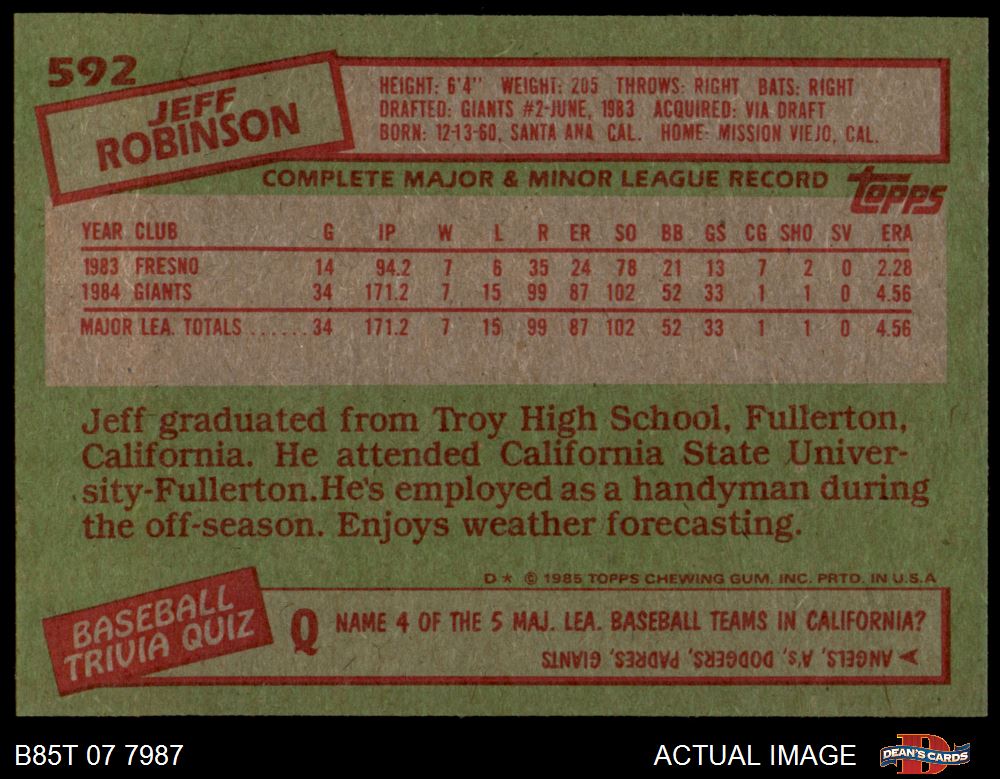 592
JEFF
ROBINSON
HEIGHT: 6'4" WEIGHT: 205 THROWS: RIGHT BATS: RIGHT
DRAFTED: GIANTS #2-JUNE, 1983 ACQUIRED: VIA DRAFT
BORN: 12-13-60, SANTA ANA CAL. HOME: MISSION VIEJO, CAL.
COMPLETE MAJOR & MINOR LEAGUE RECORD
topps
YEAR CLUB G IP W L R ER SO BB GS CG SHO SV ERA
1983 FRESNO 14 94.2 7 6 35 24 78 21 13 7 2 0 2.28
1984 GIANTS 34 171.2 7 15 99 87 102 52 33 1 1 0 4.56
MAJOR LEA. TOTALS ......34 171.2 7 15 99 87 102 52 33 1 1 0 4.56
Jeff graduated from Troy High School, Fullerton,
California. He attended California State Univer-
sity-Fullerton.He's employed as a handyman during
the off-season. Enjoys weather forecasting.
D* © 1985 TOPPS CHEWING GUM, INC. PRTD. IN U.S.A
BASEBALL
TRIVIA QUIZ
Q NAME 4 OF THE 5 MAJ. LEA. BASEBALL TEAMS IN CALIFORNIA?
ANGELS, A's, DODGERS, PADRES, GIANTS
B85T 07 7987
ACTUAL IMAGE
DEAN'S CARDS